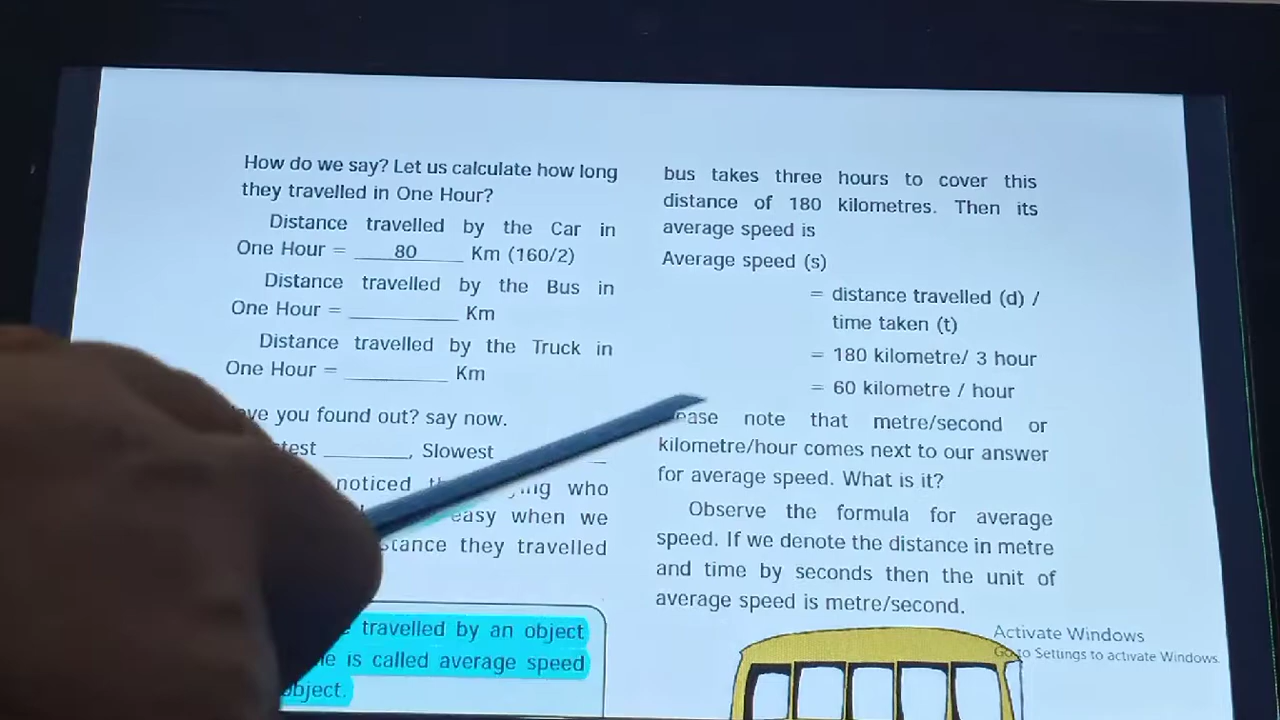 How do we say? Let us calculate how long
they travelled in One Hour?
Distance travelled by the Car in
One Hour = 80 Km (160/2)
Distance travelled by the Bus in
One Hour = __________ Km
Distance travelled by the Truck in
One Hour = __________ Km
you found out? say now.
________, Slowest
noticed who
easy when we
they travelled
travelled by an object
is called average speed
bus takes three hours to cover this
distance of 180 kilometres. Then its
average speed is
Average speed (s)
= distance travelled (d) /
time taken (t)
= 180 kilometre/ 3 hour
= 60 kilometre / hour
note that metre/second or
kilometre/hour comes next to our answer
for average speed. What is it?
Observe the formula for average
speed. If we denote the distance in metre
and time by seconds then the unit of
average speed is metre/second.
Activate Windows
Go to Settings to activate Windows.